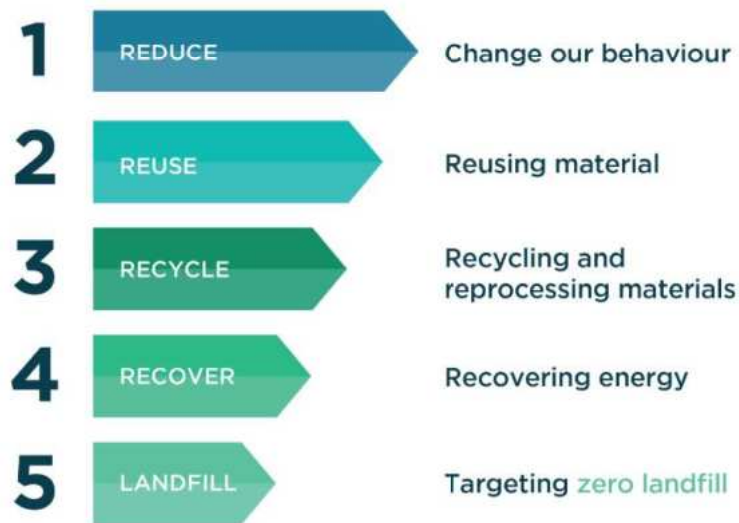 1 REDUCE Change our behaviour
2 REUSE Reusing material
3 RECYCLE Recycling and
reprocessing materials
4 RECOVER Recovering energy
5 LANDFILL Targeting zero landfill